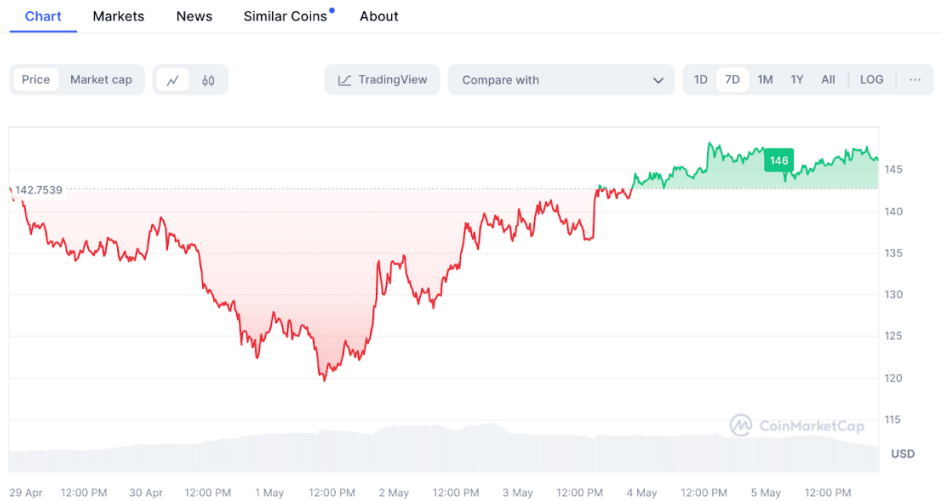 Chart Markets News Similar Coins About
Price Market cap TradingView Compare with 1D 7D 1M 1Y All LOG ...
142.7539
146
145
140
135
130
125
120
115
CoinMarketCap
USD
29 Apr 12:00 PM 30 Apr 12:00 PM 1 May 12:00 PM 2 May 12:00 PM 3 May 12:00 PM 4 May 12:00 PM 5 May 12:00 PM